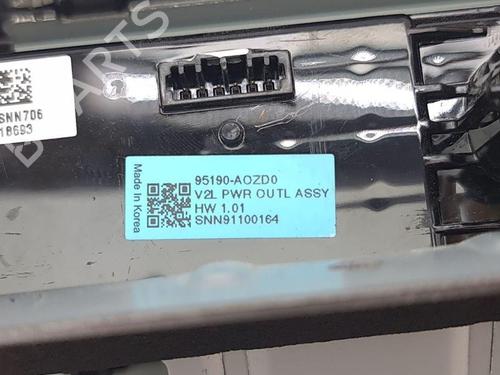 SNN706
18693
Made in Korea
95190-AOZD0
V2L PWR OUTL ASSY
HW 1.01
SNN91100164